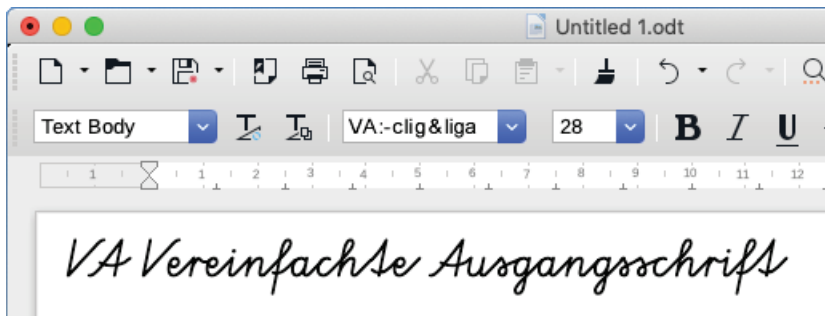 Untitled 1.odt
Text Body VA:-clig&liga 28 B I U
1 1 2 3 4 5 6 7 8 9 10 11 12
VA Vereinfachte Ausgangsschrift